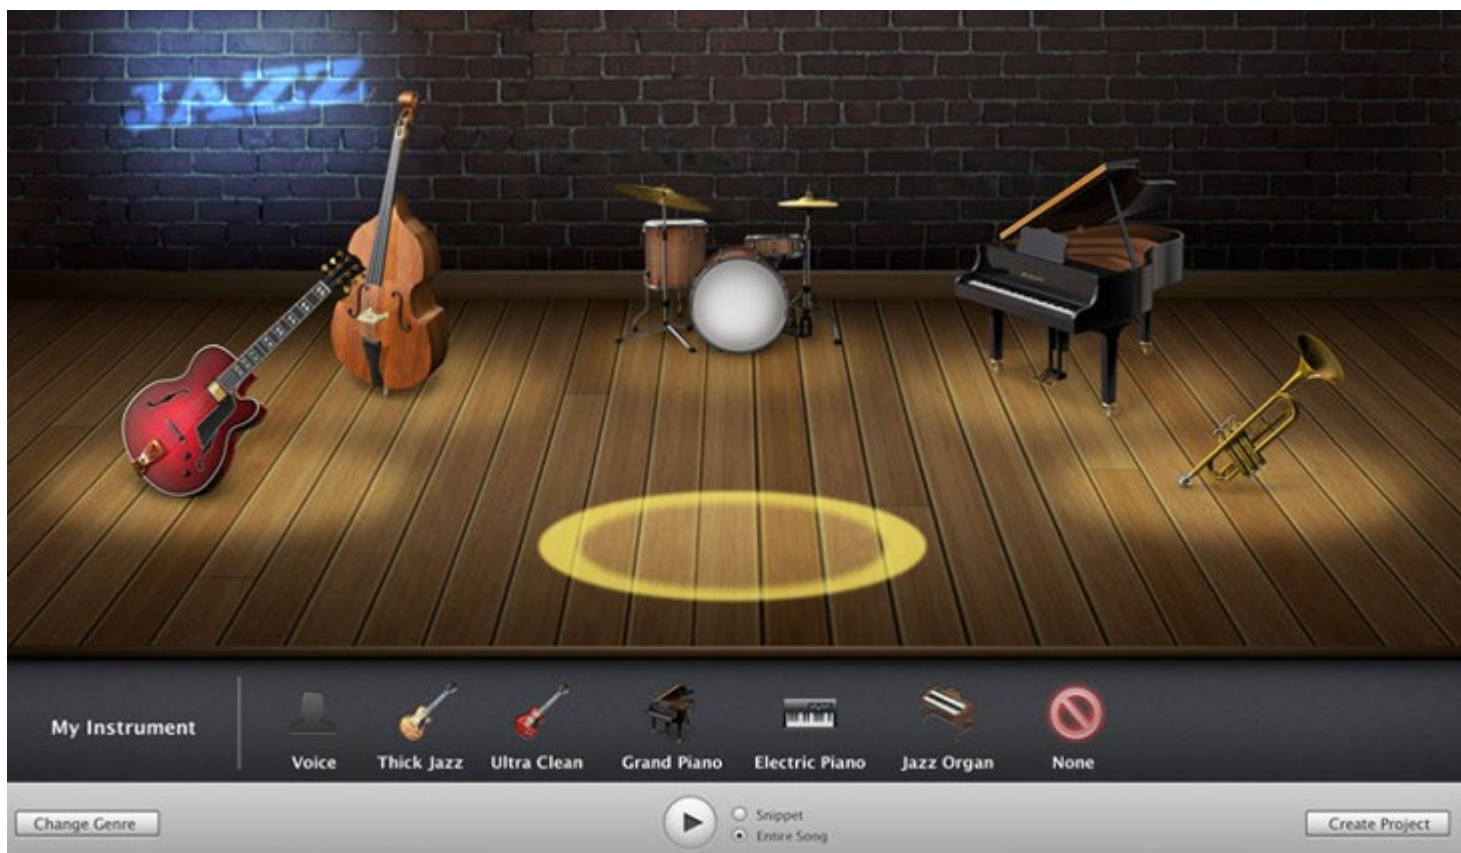 JAZZ
My Instrument
Voice
Thick Jazz
Ultra Clean
Grand Piano
Electric Piano
Jazz Organ
None
Change Genre
Snippet
Entire Song
Create Project